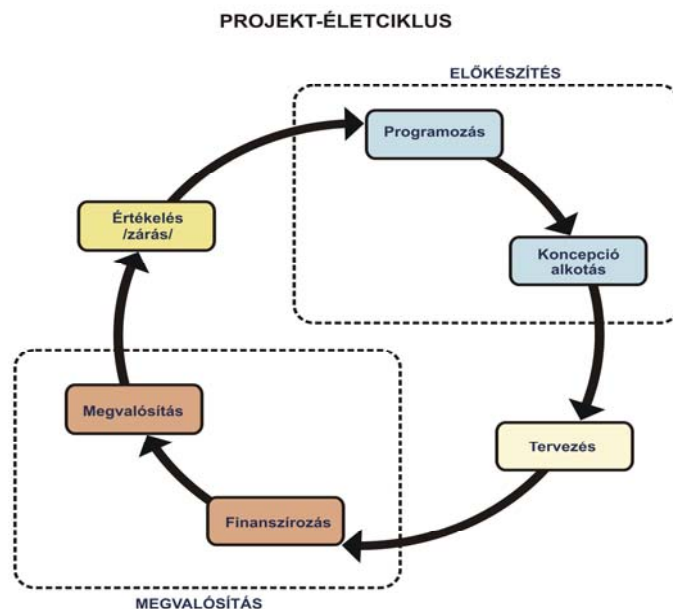 PROJEKT-ÉLETCIKLUS
ELŐKÉSZÍTÉS
Programozás
Koncepció
alkotás
Tervezés
Finanszírozás
Megvalósítás
Értékelés
/zárás/
MEGVALÓSÍTÁS